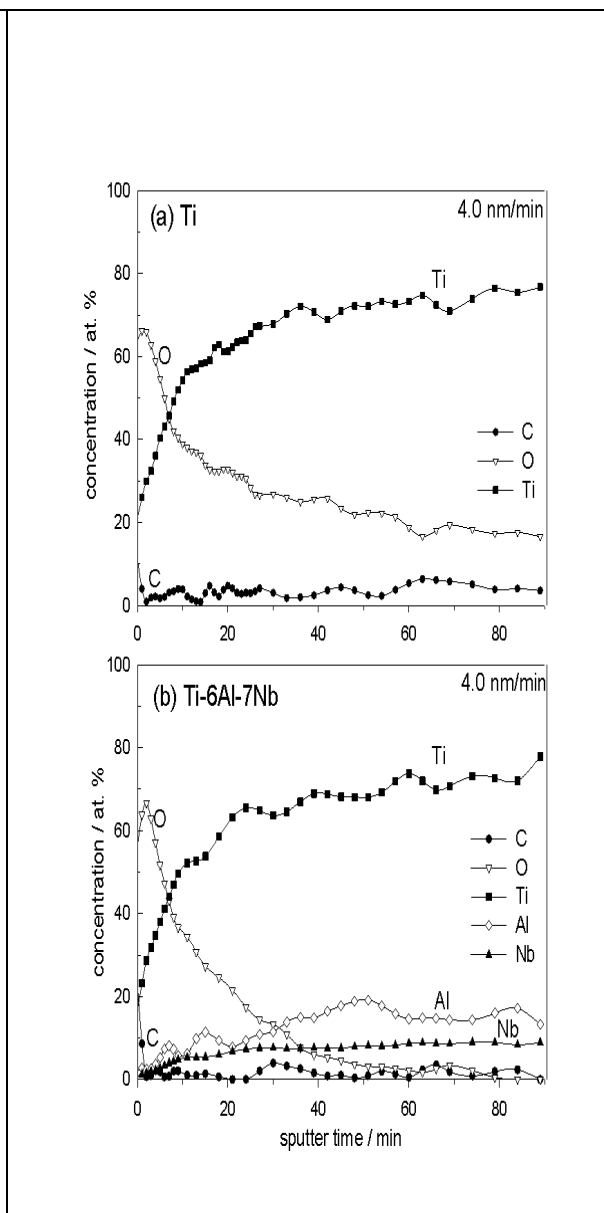 100
(a) Ti
4.0 nm/min
80
Ti
60
O
concentration / at. %
C
O
Ti
40
20
C
0
0 20 40 60 80
100
(b) Ti-6Al-7Nb
4.0 nm/min
80
Ti
O
60
concentration / at. %
C
O
Ti
Al
Nb
40
20
Al
Nb
C
0
0 20 40 60 80
sputter time / min